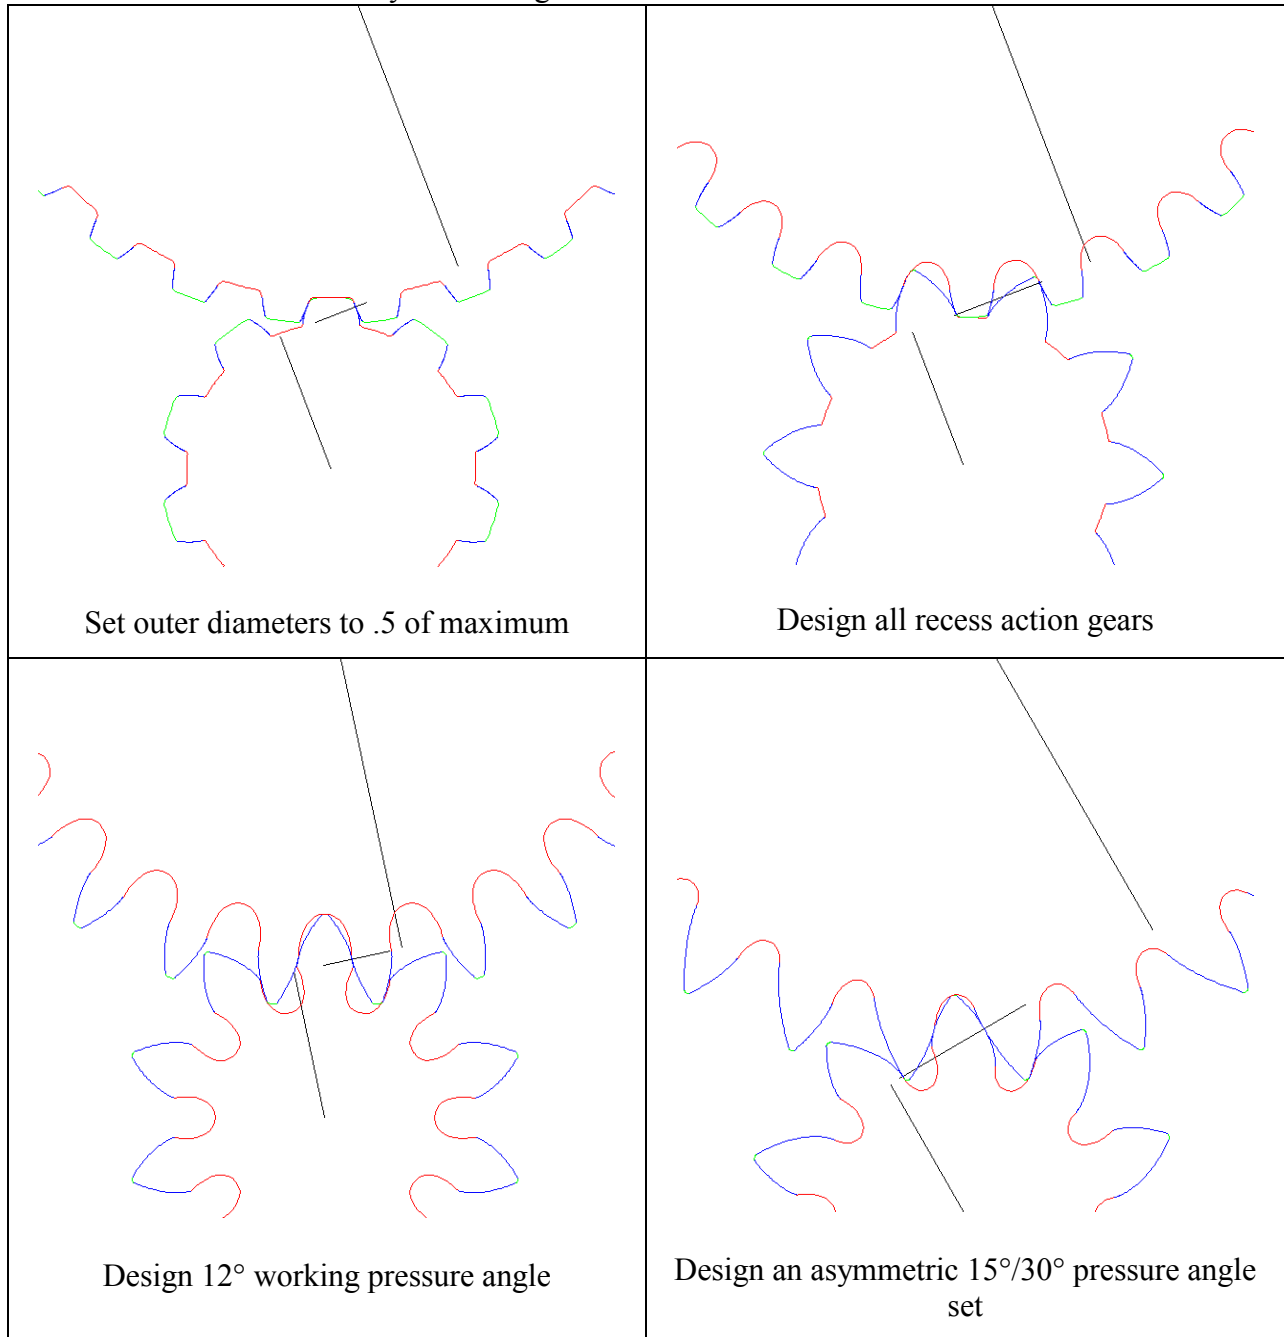 Set outer diameters to .5 of maximum
Design all recess action gears
Design 12° working pressure angle
Design an asymmetric 15°/30° pressure angle
set